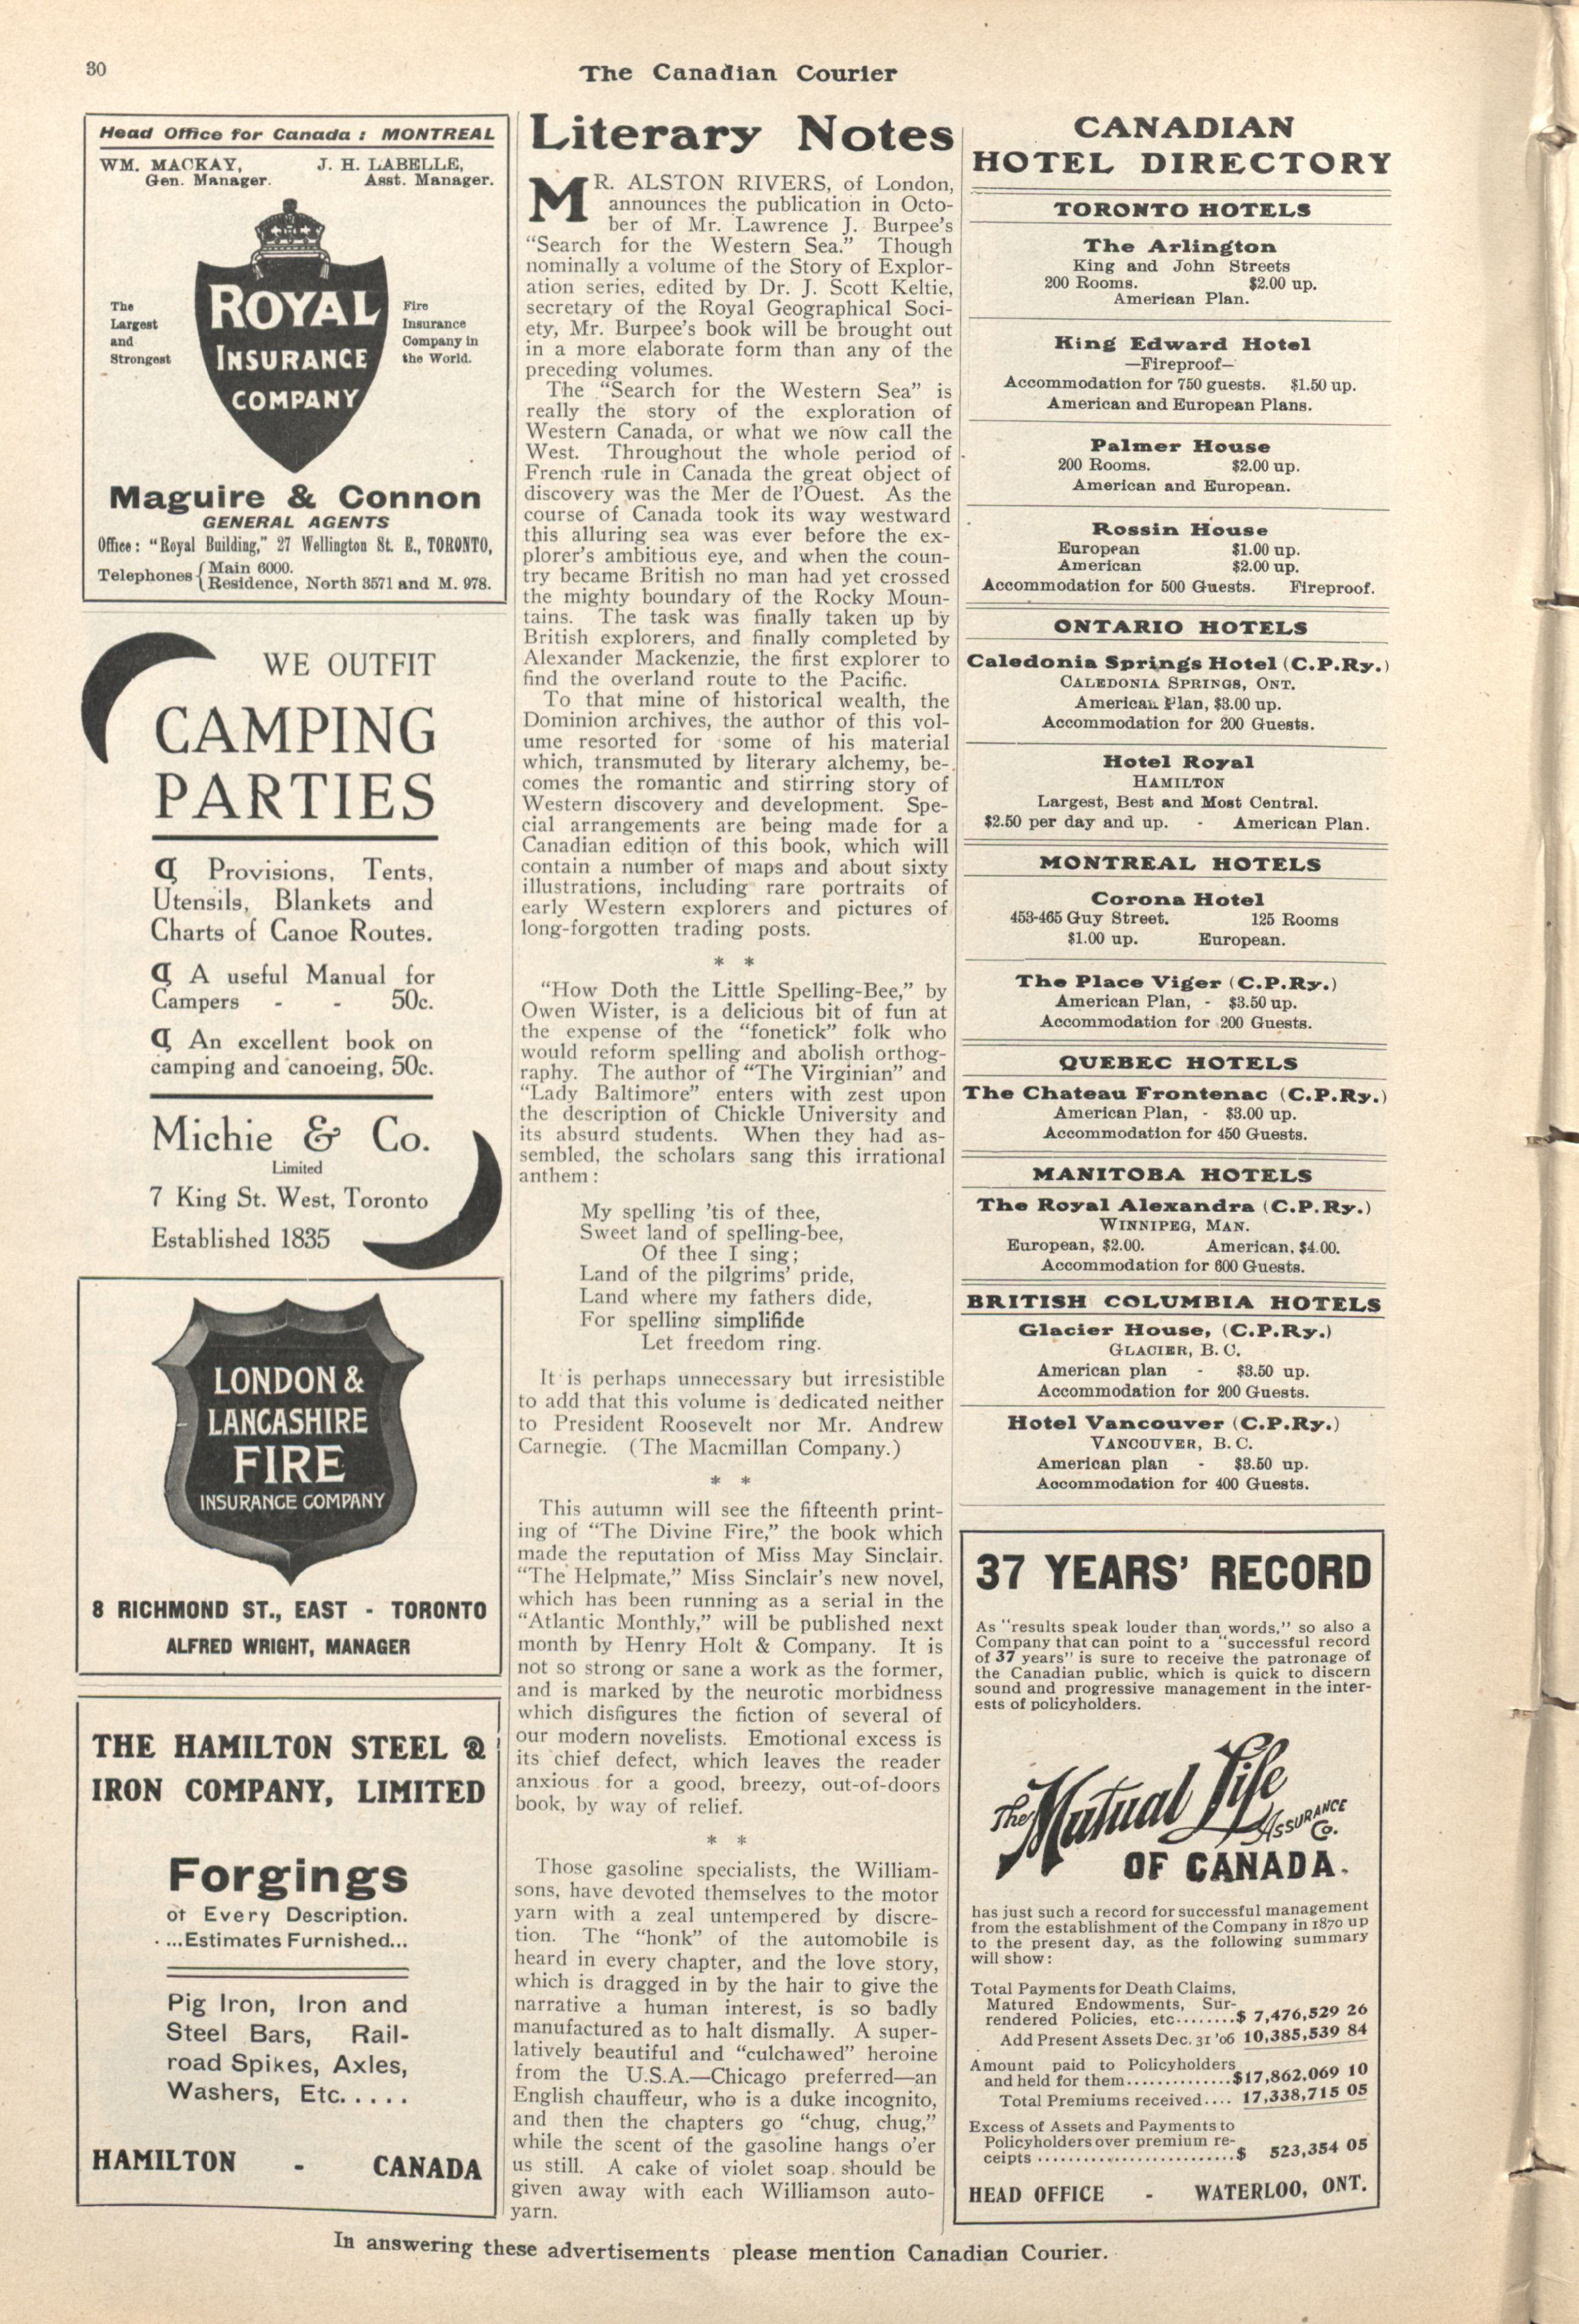 30
The Canadian Courier
Head Office for Canada : MONTREAL
WM. MACKAY,
Gen. Manager.
J. H. LABELLE,
Asst. Manager.
The
Largest
and
Strongest
ROYAL
INSURANCE
COMPANY
Fire
Insurance
Company in
the World.
Maguire & Connon
GENERAL AGENTS
Office: "Royal Building," 27 Wellington St. E., TORONTO,
Telephones { Main 6000.
Residence, North 3571 and M. 978.
WE OUTFIT
CAMPING
PARTIES
¶ Provisions, Tents,
Utensils, Blankets and
Charts of Canoe Routes.
¶ A useful Manual for
Campers - - 50c.
¶ An excellent book on
camping and canoeing, 50c.
Michie & Co.
Limited
7 King St. West, Toronto
Established 1835
LONDON &
LANCASHIRE
FIRE
INSURANCE COMPANY
8 RICHMOND ST., EAST - TORONTO
ALFRED WRIGHT, MANAGER
THE HAMILTON STEEL &
IRON COMPANY, LIMITED
Forgings
of Every Description.
....Estimates Furnished...
Pig Iron, Iron and
Steel Bars, Rail-
road Spikes, Axles,
Washers, Etc.....
HAMILTON - CANADA
Literary Notes
MR. ALSTON RIVERS, of London,
announces the publication in Octo-
ber of Mr. Lawrence J. Burpee's
"Search for the Western Sea." Though
nominally a volume of the Story of Explor-
ation series, edited by Dr. J. Scott Keltie,
secretary of the Royal Geographical Soci-
ety, Mr. Burpee's book will be brought out
in a more elaborate form than any of the
preceding volumes.
The "Search for the Western Sea" is
really the story of the exploration of
Western Canada, or what we now call the
West. Throughout the whole period of
French rule in Canada the great object of
discovery was the Mer de l'Ouest. As the
course of Canada took its way westward
this alluring sea was ever before the ex-
plorer's ambitious eye, and when the coun-
try became British no man had yet crossed
the mighty boundary of the Rocky Moun-
tains. The task was finally taken up by
British explorers, and finally completed by
Alexander Mackenzie, the first explorer to
find the overland route to the Pacific.
To that mine of historical wealth, the
Dominion archives, the author of this vol-
ume resorted for some of his material
which, transmuted by literary alchemy, be-
comes the romantic and stirring story of
Western discovery and development. Spe-
cial arrangements are being made for a
Canadian edition of this book, which will
contain a number of maps and about sixty
illustrations, including rare portraits of
early Western explorers and pictures of
long-forgotten trading posts.
* *
"How Doth the Little Spelling-Bee," by
Owen Wister, is a delicious bit of fun at
the expense of the "fonetick" folk who
would reform spelling and abolish orthog-
raphy. The author of "The Virginian" and
"Lady Baltimore" enters with zest upon
the description of Chickle University and
its absurd students. When they had as-
sembled, the scholars sang this irrational
anthem:
My spelling 'tis of thee,
Sweet land of spelling-bee,
Of thee I sing;
Land of the pilgrims' pride,
Land where my fathers dide,
For spelling simplifide
Let freedom ring.
It is perhaps unnecessary but irresistible
to add that this volume is dedicated neither
to President Roosevelt nor Mr. Andrew
Carnegie. (The Macmillan Company.)
* *
This autumn will see the fifteenth print-
ing of "The Divine Fire," the book which
made the reputation of Miss May Sinclair.
"The Helpmate," Miss Sinclair's new novel,
which has been running as a serial in the
"Atlantic Monthly," will be published next
month by Henry Holt & Company. It is
not so strong or sane a work as the former,
and is marked by the neurotic morbidness
which disfigures the fiction of several of
our modern novelists. Emotional excess is
its chief defect, which leaves the reader
anxious for a good, breezy, out-of-doors
book, by way of relief.
* *
Those gasoline specialists, the William-
sons, have devoted themselves to the motor
yarn with a zeal untempered by discre-
tion. The "honk" of the automobile is
heard in every chapter, and the love story,
which is dragged in by the hair to give the
narrative a human interest, is so badly
manufactured as to halt dismally. A super-
latively beautiful and "culchawed" heroine
from the U.S.A.—Chicago preferred—an
English chauffeur, who is a duke incognito,
and then the chapters go "chug, chug,"
while the scent of the gasoline hangs o'er
us still. A cake of violet soap should be
given away with each Williamson auto-
yarn.
CANADIAN
HOTEL DIRECTORY
TORONTO HOTELS
The Arlington
King and John Streets
200 Rooms. $2.00 up.
American Plan.
King Edward Hotel
—Fireproof—
Accommodation for 750 guests. $1.50 up.
American and European Plans.
Palmer House
200 Rooms. $2.00 up.
American and European.
Rossin House
European $1.00 up.
American $2.00 up.
Accommodation for 500 Guests. Fireproof.
ONTARIO HOTELS
Caledonia Springs Hotel (C.P.Ry.)
CALEDONIA SPRINGS, ONT.
American Plan, $3.00 up.
Accommodation for 200 Guests.
Hotel Royal
HAMILTON
Largest, Best and Most Central.
$2.50 per day and up. - American Plan.
MONTREAL HOTELS
Corona Hotel
453-465 Guy Street. 125 Rooms
$1.00 up. European.
The Place Viger (C.P.Ry.)
American Plan, - $3.50 up.
Accommodation for 200 Guests.
QUEBEC HOTELS
The Chateau Frontenac (C.P.Ry.)
American Plan, - $3.00 up.
Accommodation for 450 Guests.
MANITOBA HOTELS
The Royal Alexandra (C.P.Ry.)
WINNIPEG, MAN.
European, $2.00. American, $4.00.
Accommodation for 600 Guests.
BRITISH COLUMBIA HOTELS
Glacier House, (C.P.Ry.)
GLACIER, B. C.
American plan - $3.50 up.
Accommodation for 200 Guests.
Hotel Vancouver (C.P.Ry.)
VANCOUVER, B. C.
American plan - $3.50 up.
Accommodation for 400 Guests.
37 YEARS' RECORD
As "results speak louder than words," so also a
Company that can point to a "successful record
of 37 years" is sure to receive the patronage of
the Canadian public, which is quick to discern
sound and progressive management in the inter-
ests of policyholders.
The Mutual Life
ASSURANCE
Co.
OF CANADA.
has just such a record for successful management
from the establishment of the Company in 1870 up
to the present day, as the following summary
will show:
Total Payments for Death Claims,
Matured Endowments, Sur-
rendered Policies, etc........$ 7,476,529 26
Add Present Assets Dec. 31 '06 10,385,539 84
Amount paid to Policyholders
and held for them..............$17,862,069 10
Total Premiums received.... 17,338,715 05
Excess of Assets and Payments to
Policyholders over premium re-
ceipts ..........................$ 523,354 05
HEAD OFFICE - WATERLOO, ONT.
In answering these advertisements please mention Canadian Courier.